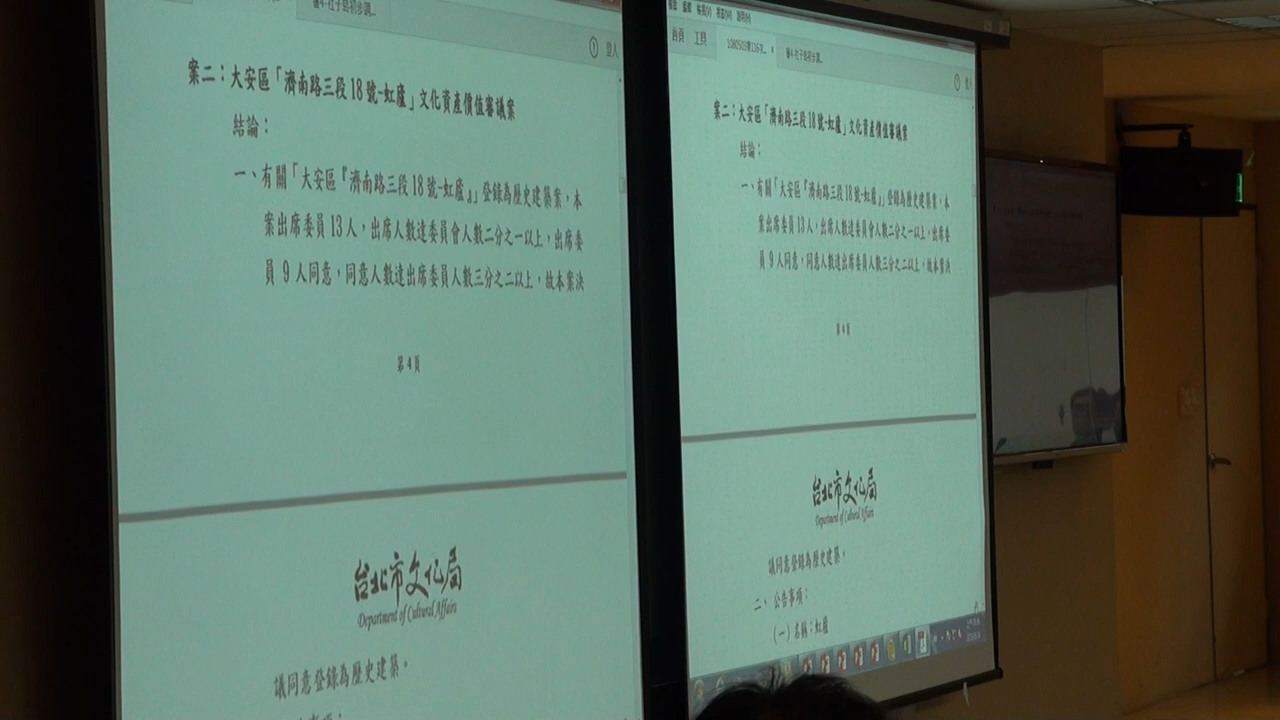 案二：大安區「濟南路三段18號-虹廬」文化資產價值審議案
結論：
一、有關「大安區『濟南路三段18號-虹廬』」登錄為歷史建築案，本
案出席委員13人，出席人數達委員會人數二分之一以上，出席委
員 9 人同意，同意人數達出席委員人數三分之二以上，故本案決
第 4 頁
台北市文化局
Department of Cultural Affairs
議同意登錄為歷史建築。
首頁 工具
案二：大安區「濟南路三段18號-虹廬」文化資產價值審議案
結論：
一、有關「大安區『濟南路三段18號-虹廬』」登錄為歷史建築案，本
案出席委員13人，出席人數達委員會人數二分之一以上，出席委
員 9 人同意，同意人數達出席委員人數三分之二以上，故本案決
第 4 頁
台北市文化局
Department of Cultural Affairs
議同意登錄為歷史建築。
二、公告事項：
(一)名稱：虹廬